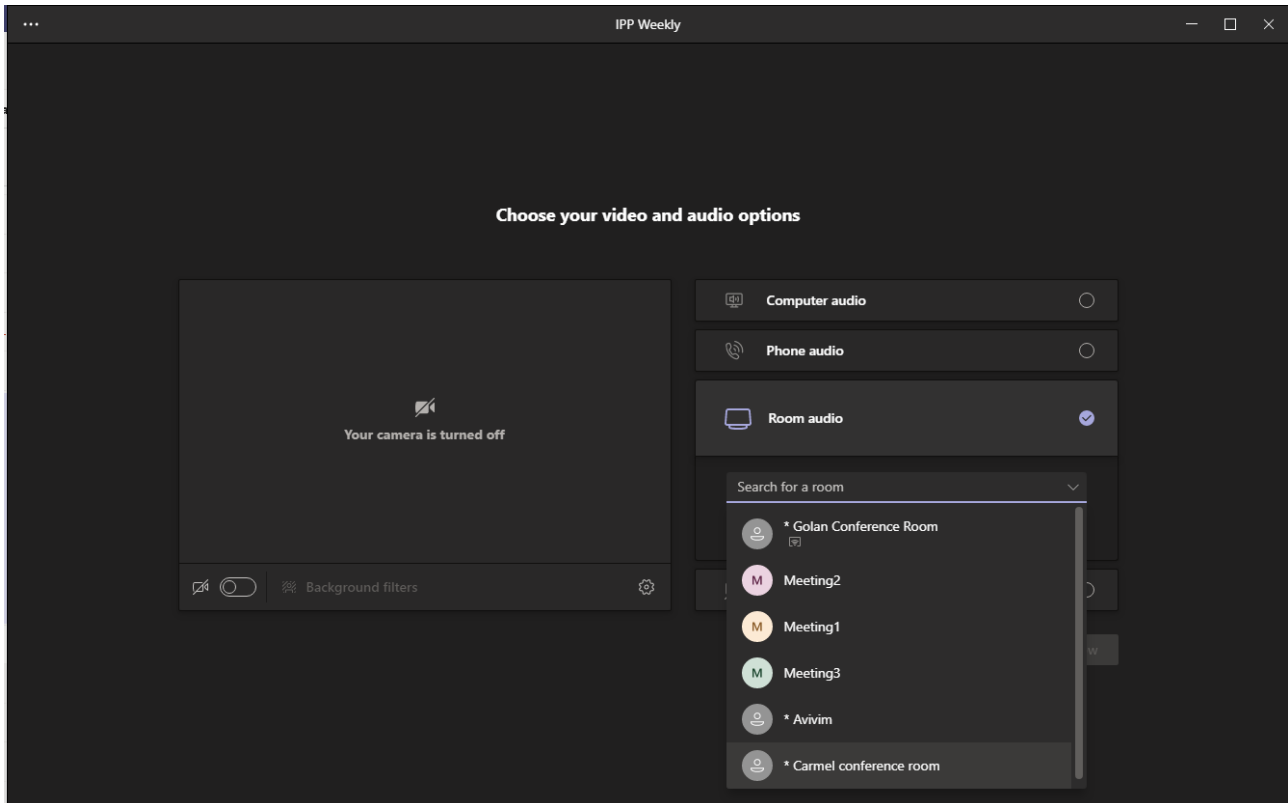 IPP Weekly
Choose your video and audio options
Your camera is turned off
Background filters
Computer audio
Phone audio
Room audio
Search for a room
* Golan Conference Room
M Meeting2
M Meeting1
M Meeting3
* Avivim
* Carmel conference room